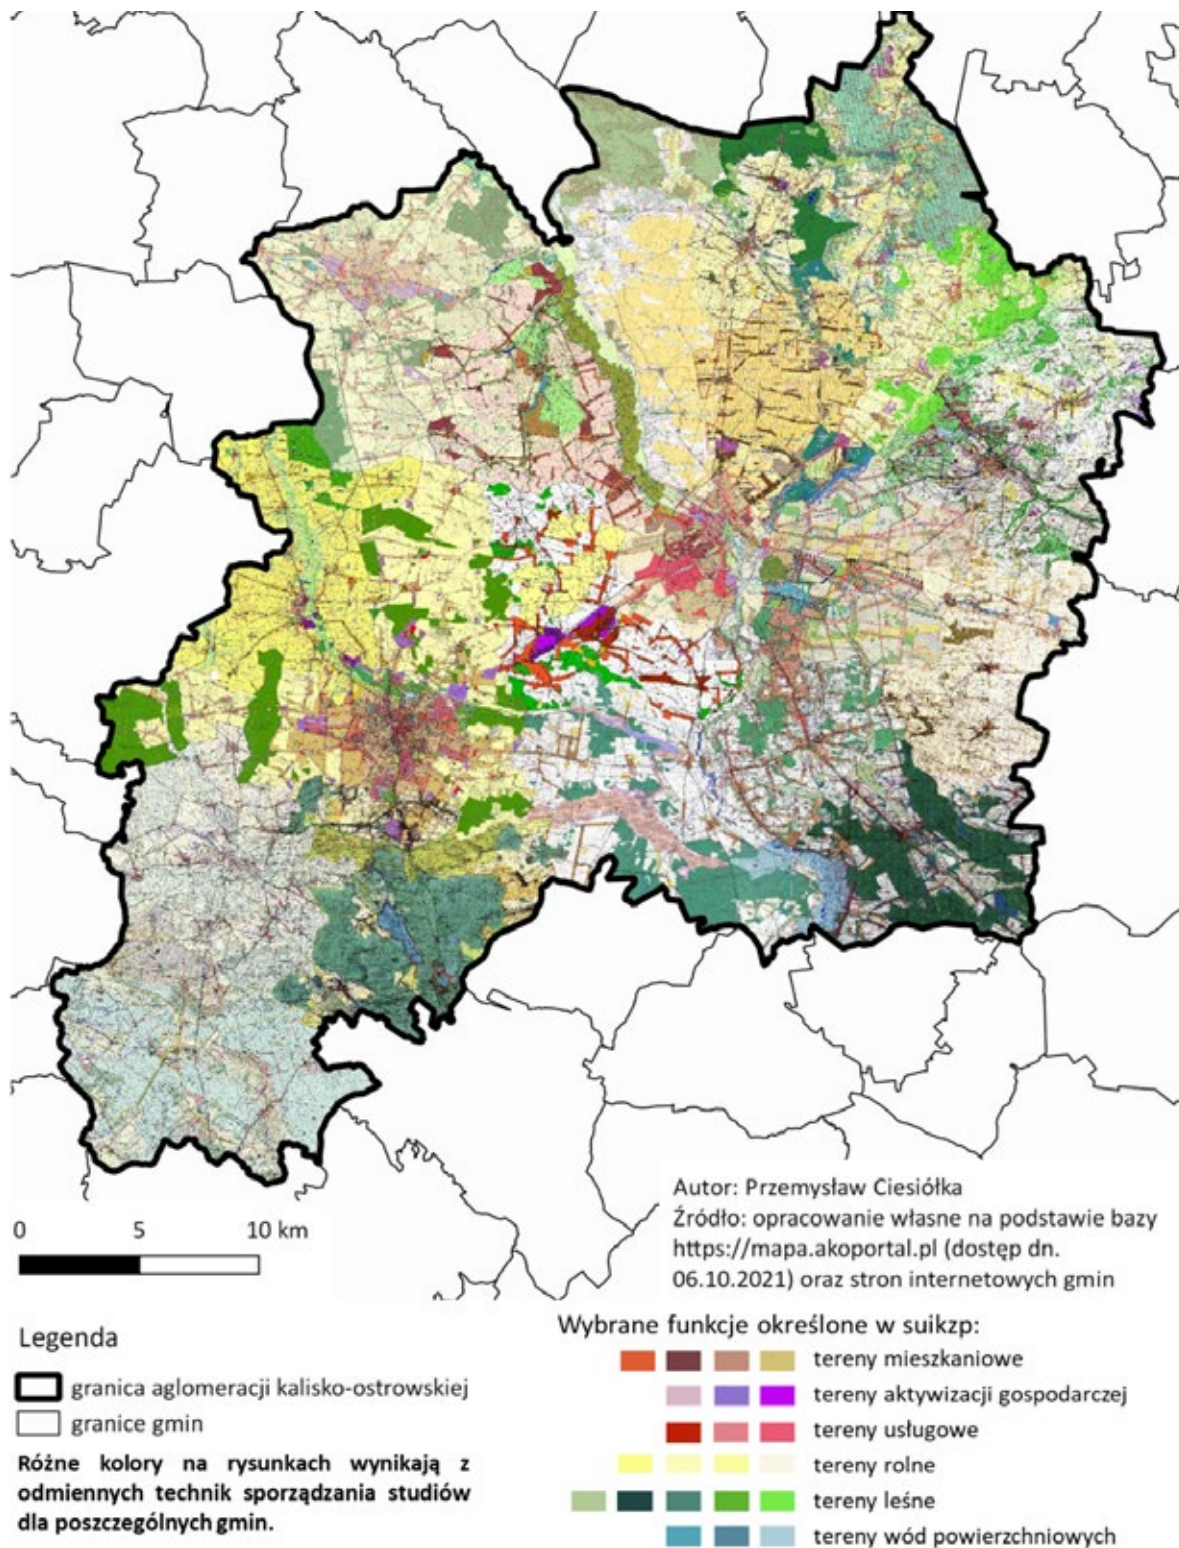 Autor: Przemysław Ciesiółka
Źródło: opracowanie własne na podstawie bazy
https://mapa.akoportal.pl (dostęp dn.
06.10.2021) oraz stron internetowych gmin
0 5 10 km
Legenda
granica aglomeracji kalisko-ostrowskiej
granice gmin
Różne kolory na rysunkach wynikają z
odmiennych technik sporządzania studiów
dla poszczególnych gmin.
Wybrane funkcje określone w suikzp:
tereny mieszkaniowe
tereny aktywizacji gospodarczej
tereny usługowe
tereny rolne
tereny leśne
tereny wód powierzchniowych